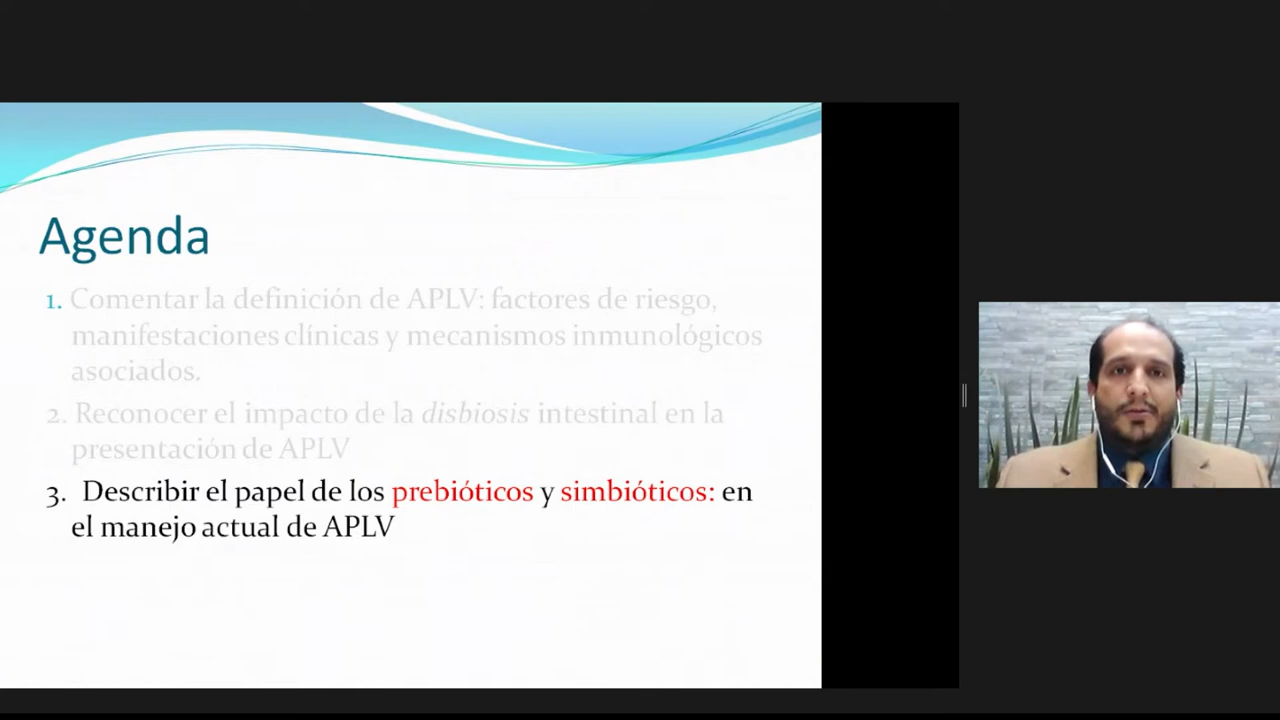 Agenda
1. Comentar la definición de APLV: factores de riesgo,
manifestaciones clínicas y mecanismos inmunológicos
asociados.
2. Reconocer el impacto de la disbiosis intestinal en la
presentación de APLV
3. Describir el papel de los prebióticos y simbióticos: en
el manejo actual de APLV